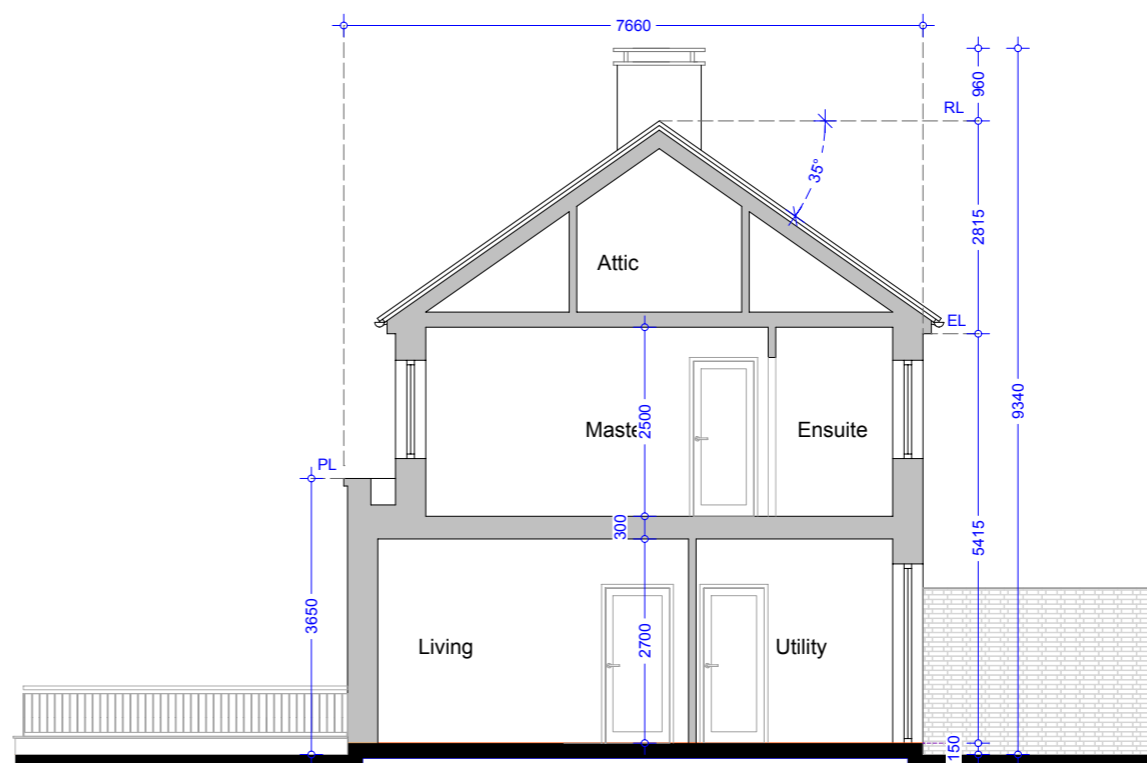 7660
960
RL
35°
2815
Attic
EL
2500
9340
Maste
Ensuite
PL
300
5415
3650
2700
Living
Utility
150